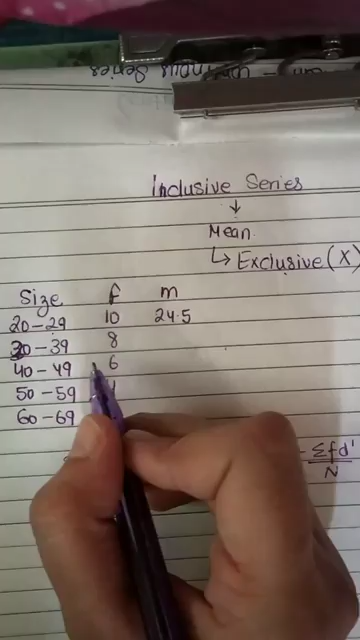 Series
Inclusive Series
↓
Mean
↳ Exclusive (X)
Size f m
20-29 10 24.5
30-39 8
40-49 6
50-59
60-69
Σfd'
N